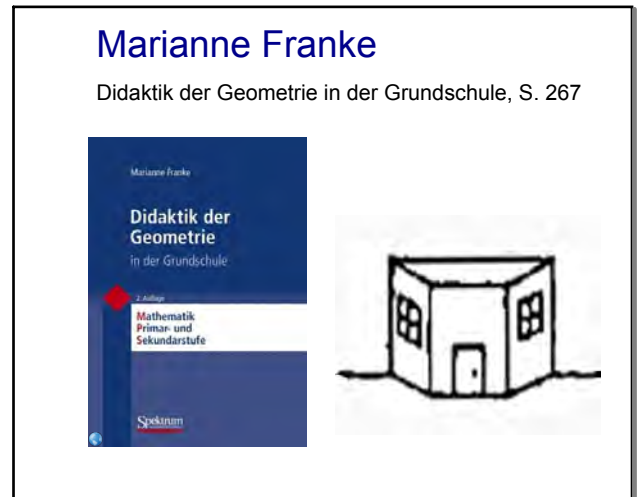 Marianne Franke
Didaktik der Geometrie in der Grundschule, S. 267
Marianne Franke
Didaktik der
Geometrie
in der Grundschule
2. Auflage
Mathematik
Primar- und
Sekundarstufe
Spektrum